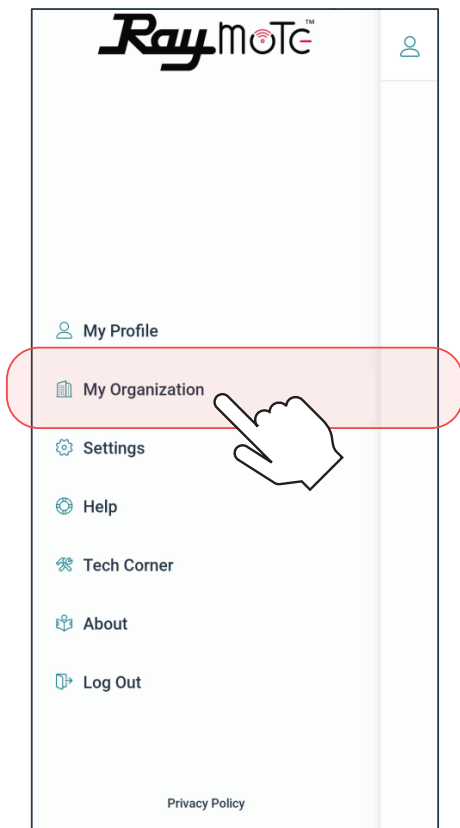 RaymoTe™
My Profile
My Organization
Settings
Help
Tech Corner
About
Log Out
Privacy Policy